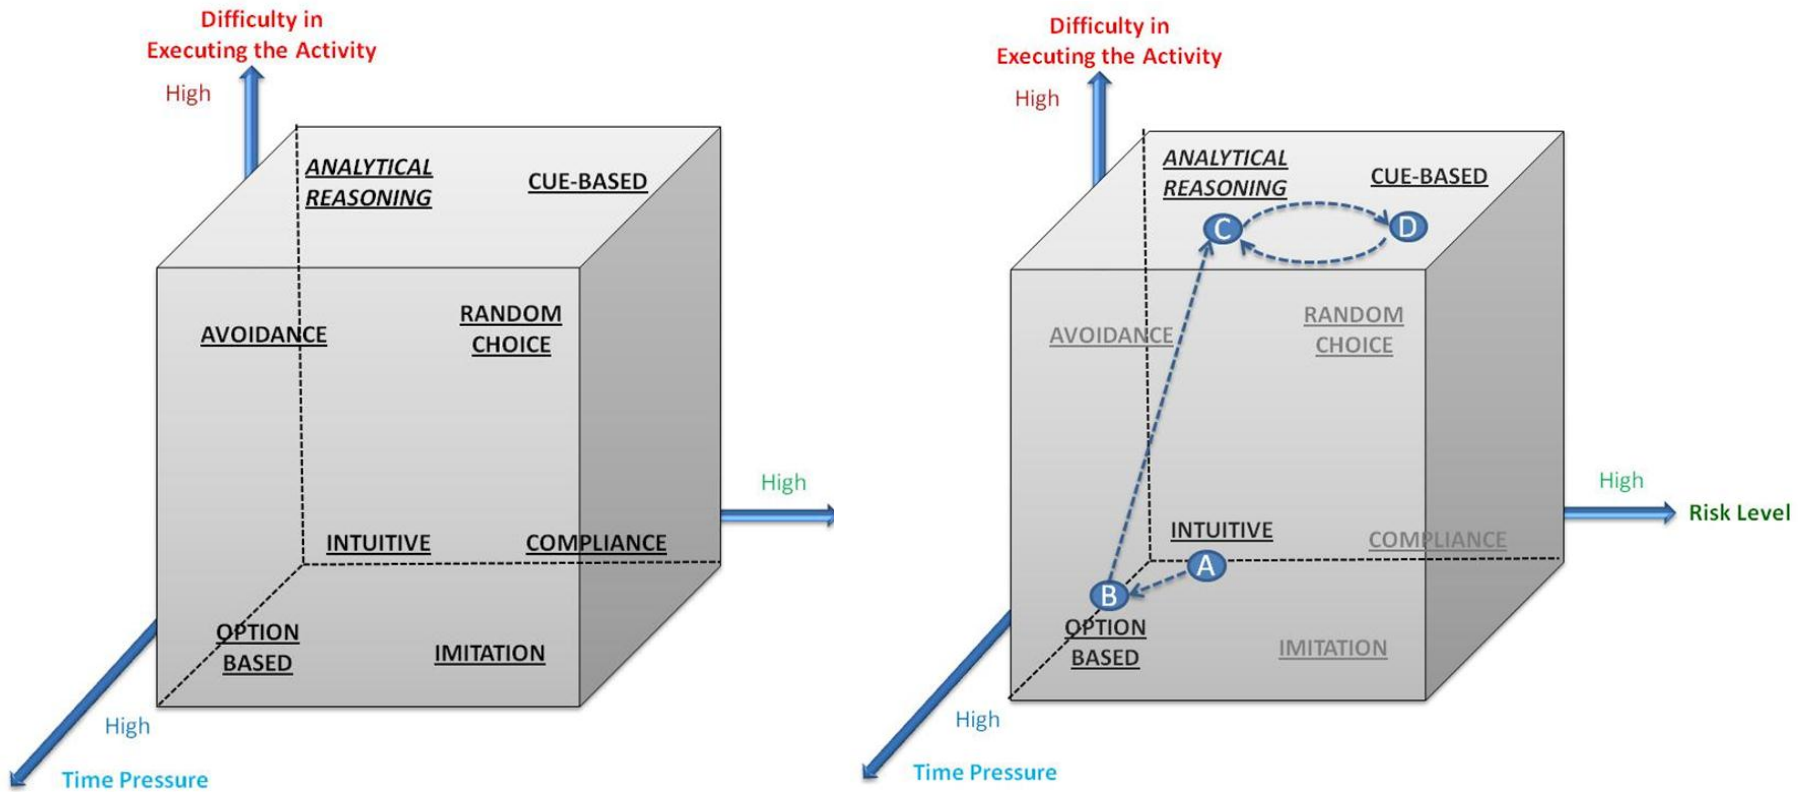 Difficulty in
Executing the Activity
High
ANALYTICAL
REASONING
CUE-BASED
AVOIDANCE
RANDOM
CHOICE
High
INTUITIVE
COMPLIANCE
OPTION
BASED
IMITATION
High
Time Pressure
Difficulty in
Executing the Activity
High
ANALYTICAL
REASONING
CUE-BASED
C
D
AVOIDANCE
RANDOM
CHOICE
High
Risk Level
INTUITIVE
COMPLIANCE
A
B
OPTION
BASED
IMITATION
High
Time Pressure